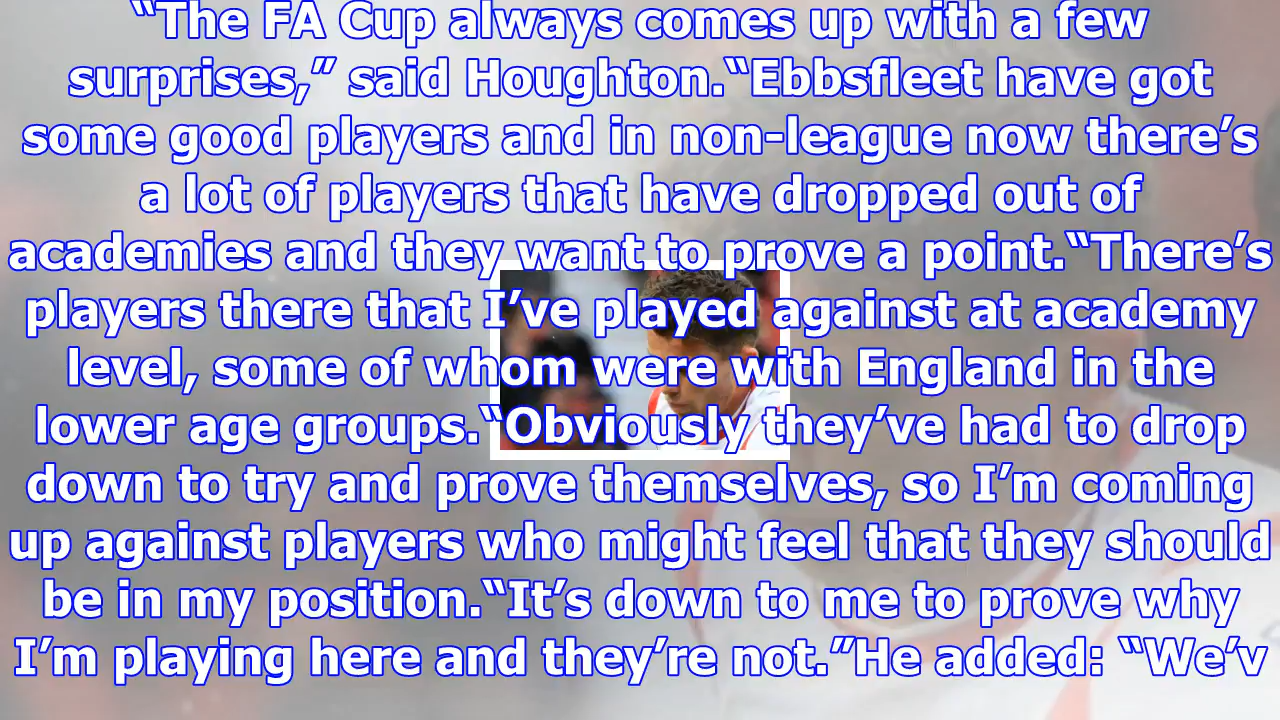 “The FA Cup always comes up with a few
surprises,” said Houghton.“Ebbsfleet have got
some good players and in non-league now there’s
a lot of players that have dropped out of
academies and they want to prove a point.“There’s
players there that I’ve played against at academy
level, some of whom were with England in the
lower age groups.“Obviously they’ve had to drop
down to try and prove themselves, so I’m coming
up against players who might feel that they should
be in my position.“It’s down to me to prove why
I’m playing here and they’re not.”He added: “We’v